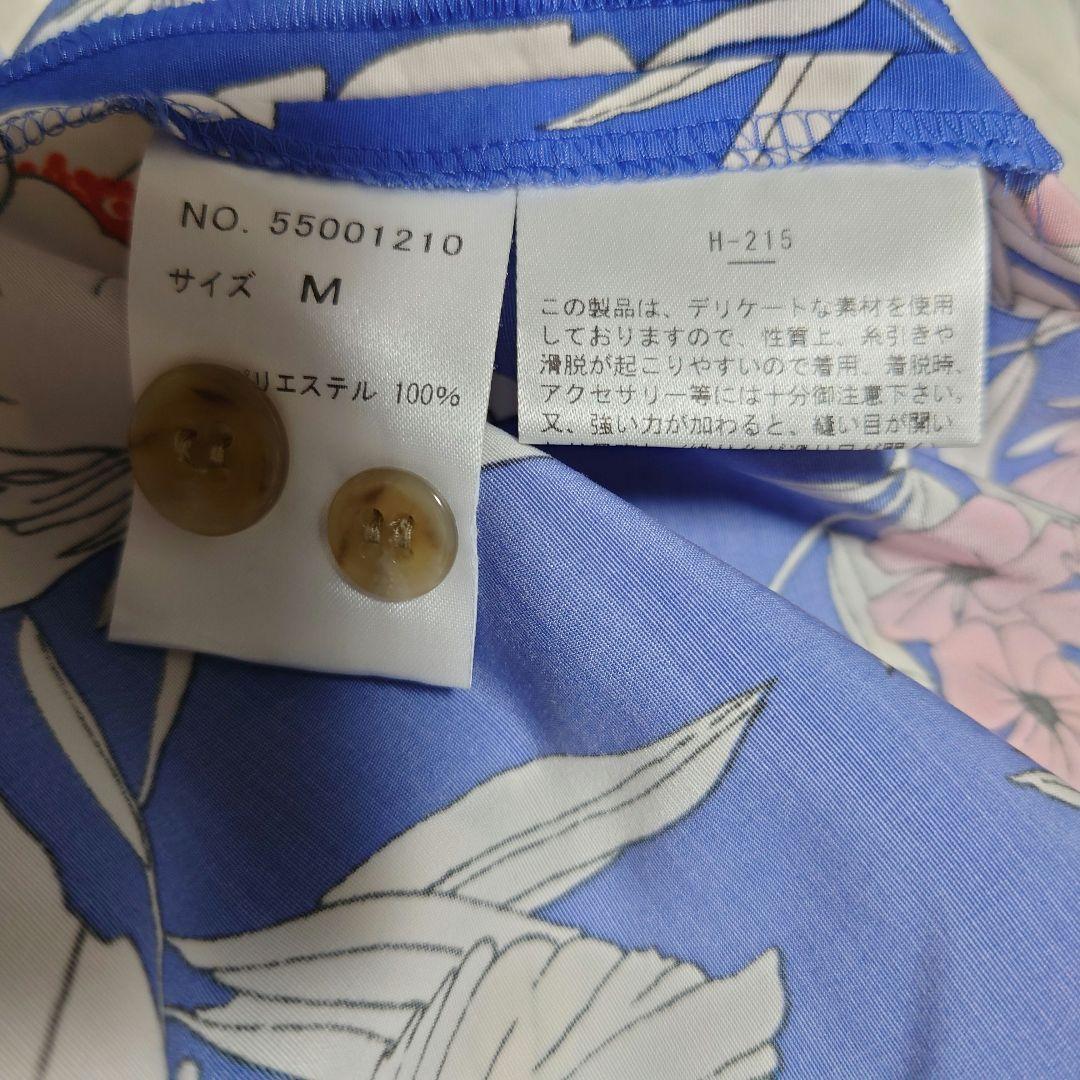 NO. 55001210
サイズ M
ポリエステル 100%
H-215
この製品は、デリケートな素材を使用
しておりますので、性質上、糸引きや
滑脱が起こりやすいので着用、着脱時、
アクセサリー等には十分御注意下さい。
又、強い力が加わると、縫い目が開い